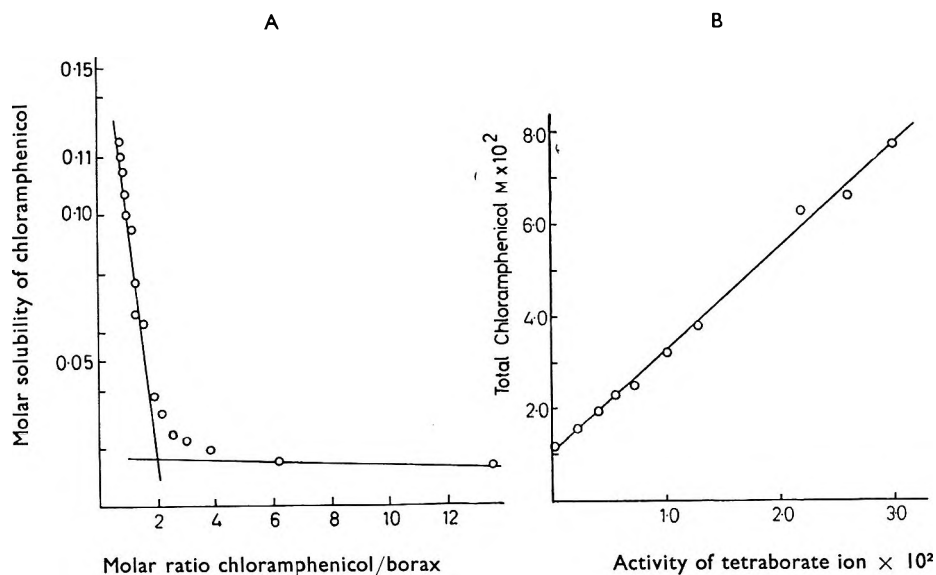 A
Molar solubility of chloramphenicol
0·15
0·11
0·10
0·05
2
4
6
8
10
12
Molar ratio chloramphenicol/borax
B
Total Chloramphenicol M × 10²
8·0
6·0
4·0
2·0
1·0
2·0
3·0
Activity of tetraborate ion × 10²